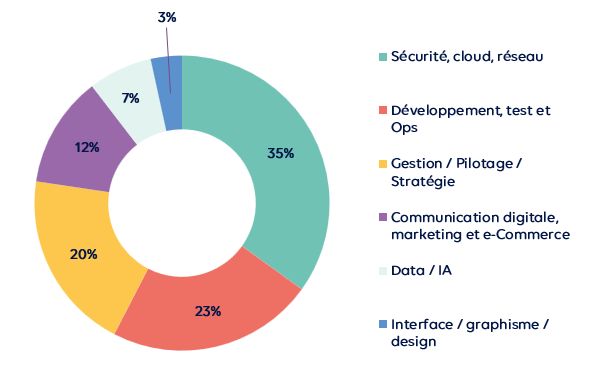 3%
7%
35%
12%
20%
23%
Sécurité, cloud, réseau
Développement, test et
Ops
Gestion / Pilotage /
Stratégie
Communication digitale,
marketing et e-Commerce
Data / IA
Interface / graphisme /
design